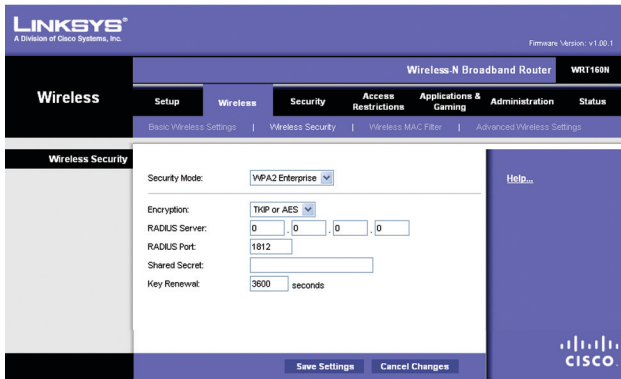 LINKSYS®
A Division of Cisco Systems, Inc.
Firmware Version: v1.00.1
Wireless-N Broadband Router WRT160N
Wireless
Setup Wireless Security Access Restrictions Applications & Gaming Administration Status
Basic Wireless Settings | Wireless Security | Wireless MAC Filter | Advanced Wireless Settings
Wireless Security
Security Mode: WPA2 Enterprise
Help...
Encryption: TKIP or AES
RADIUS Server: 0 . 0 . 0 . 0
RADIUS Port: 1812
Shared Secret:
Key Renewal: 3600 seconds
Save Settings Cancel Changes
CISCO.